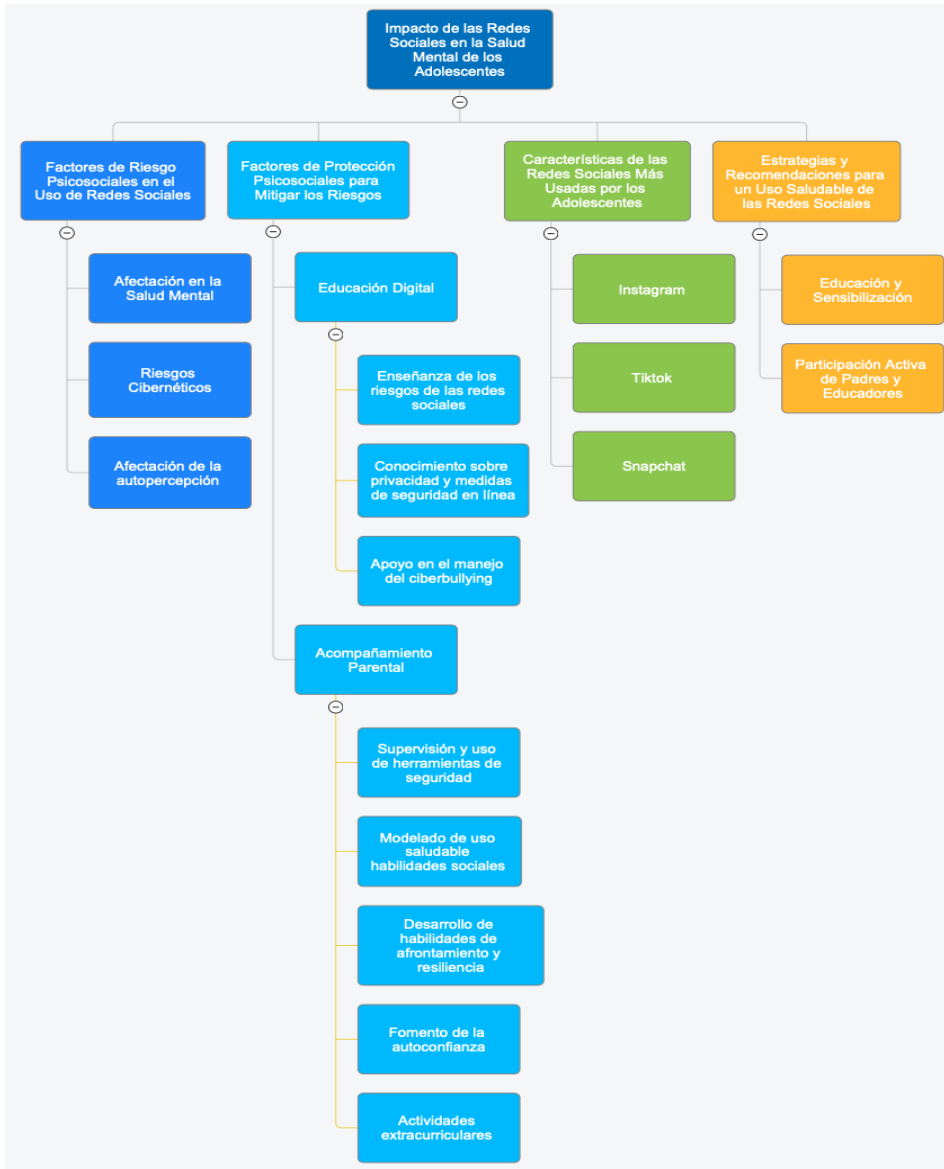 Impacto de las Redes
Sociales en la Salud
Mental de los
Adolescentes
Factores de Riesgo
Psicosociales en el
Uso de Redes Sociales
Afectación en la
Salud Mental
Riesgos
Cibernéticos
Afectación de la
autopercepción
Factores de Protección
Psicosociales para
Mitigar los Riesgos
Educación Digital
Enseñanza de los
riesgos de las redes
sociales
Conocimiento sobre
privacidad y medidas
de seguridad en línea
Apoyo en el manejo
del ciberbullying
Acompañamiento
Parental
Supervisión y uso
de herramientas de
seguridad
Modelado de uso
saludable
habilidades sociales
Desarrollo de
habilidades de
afrontamiento y
resiliencia
Fomento de la
autoconfianza
Actividades
extracurriculares
Características de las
Redes Sociales Más
Usadas por los
Adolescentes
Instagram
Tiktok
Snapchat
Estrategias y
Recomendaciones para
un Uso Saludable de
las Redes Sociales
Educación y
Sensibilización
Participación Activa
de Padres y
Educadores